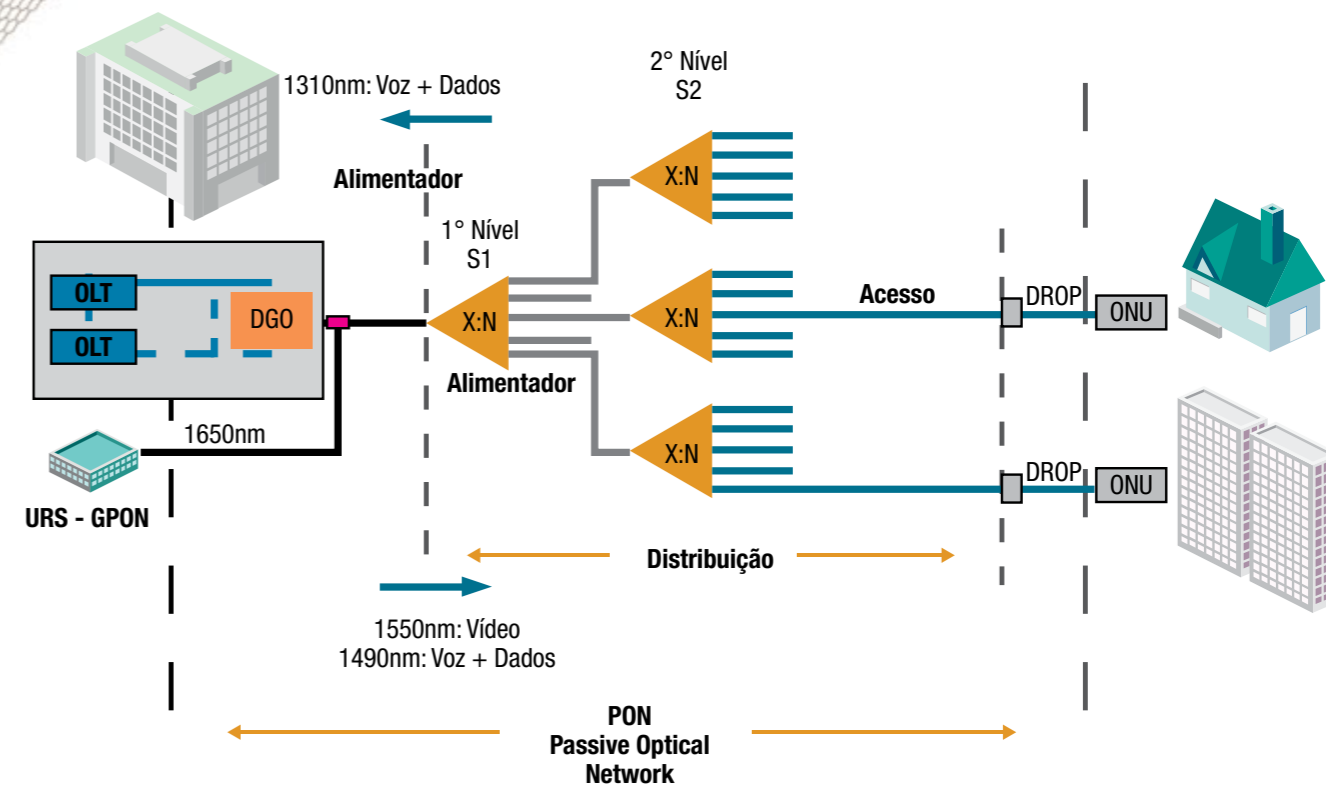 1310nm: Voz + Dados
2° Nível
S2
Alimentador
1° Nível
S1
X:N
OLT
OLT
DGO
X:N
X:N
Acesso
DROP
ONU
Alimentador
1650nm
X:N
DROP
ONU
URS - GPON
Distribuição
1550nm: Vídeo
1490nm: Voz + Dados
PON
Passive Optical
Network